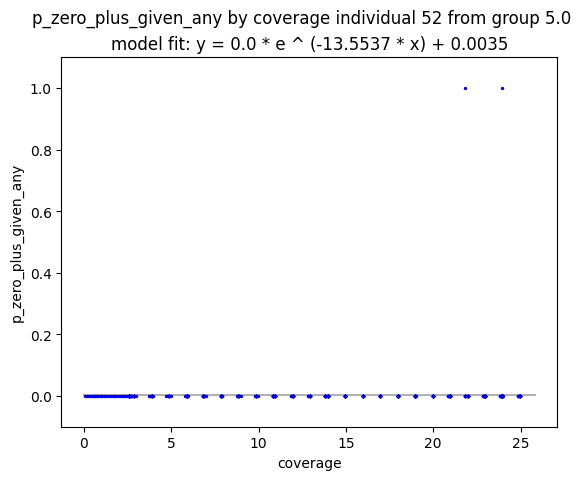 p_zero_plus_given_any by coverage individual 52 from group 5.0
model fit: y = 0.0 * e ^ (-13.5537 * x) + 0.0035
1.0
0.8
0.6
0.4
0.2
0.0
p_zero_plus_given_any
0 5 10 15 20 25
coverage